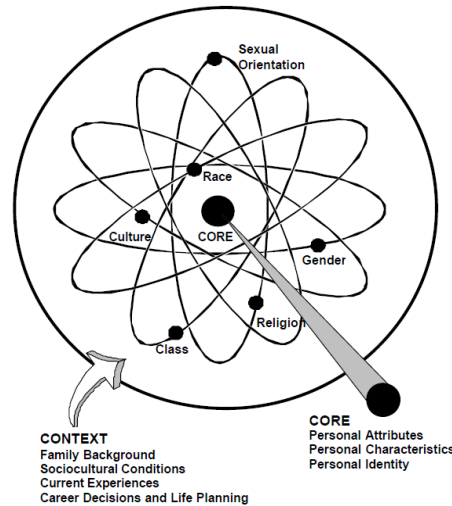 Sexual
Orientation
Race
Culture
CORE
Gender
Religion
Class
CONTEXT
Family Background
Sociocultural Conditions
Current Experiences
Career Decisions and Life Planning
CORE
Personal Attributes
Personal Characteristics
Personal Identity